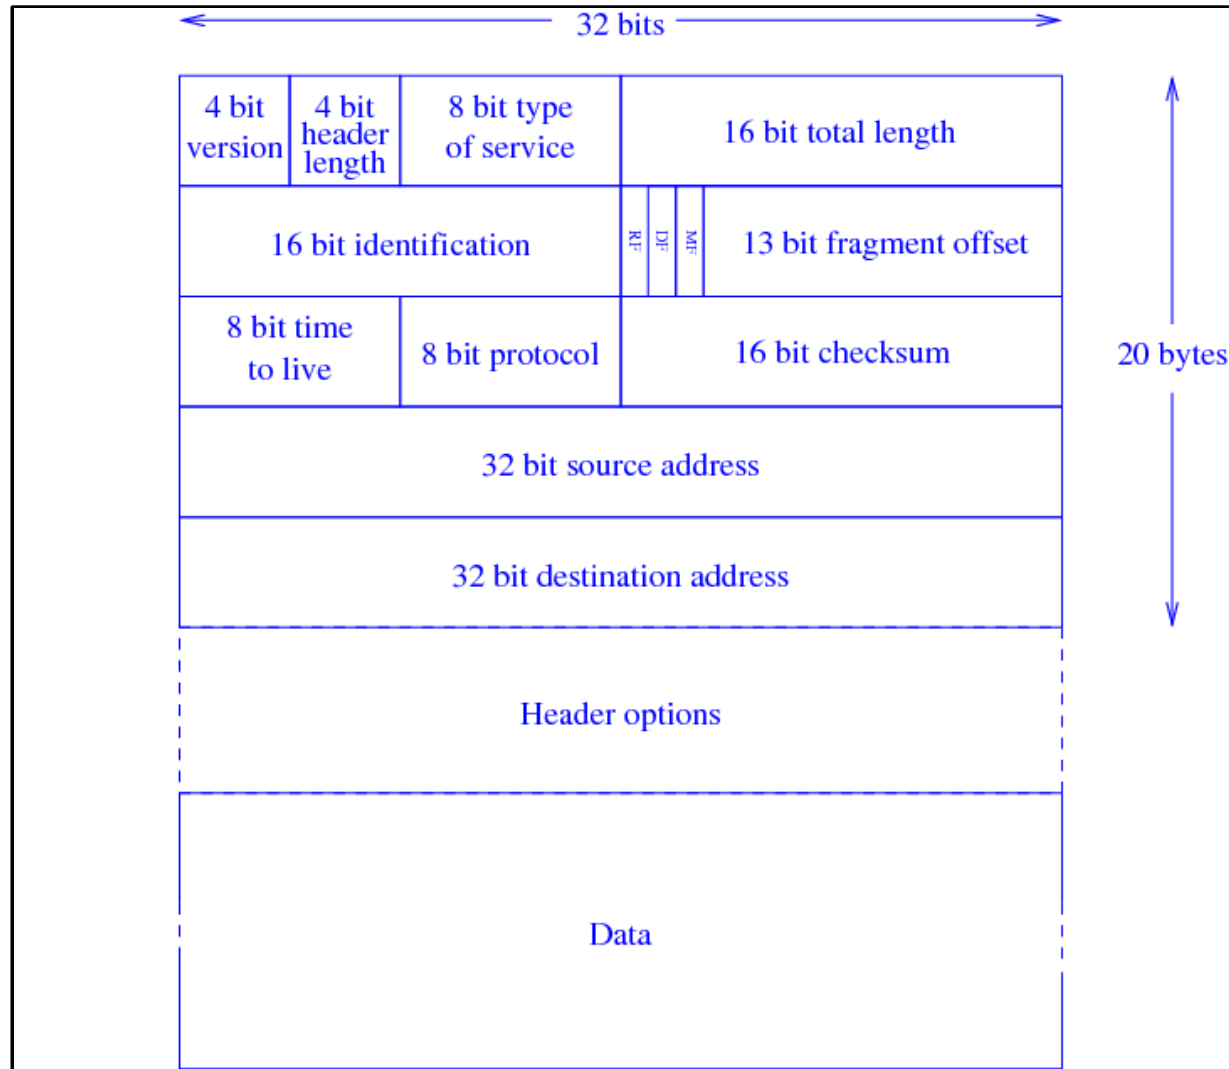 32 bits
4 bit
version
4 bit
header
length
8 bit type
of service
16 bit total length
16 bit identification
RF
DF
MF
13 bit fragment offset
8 bit time
to live
8 bit protocol
16 bit checksum
20 bytes
32 bit source address
32 bit destination address
Header options
Data